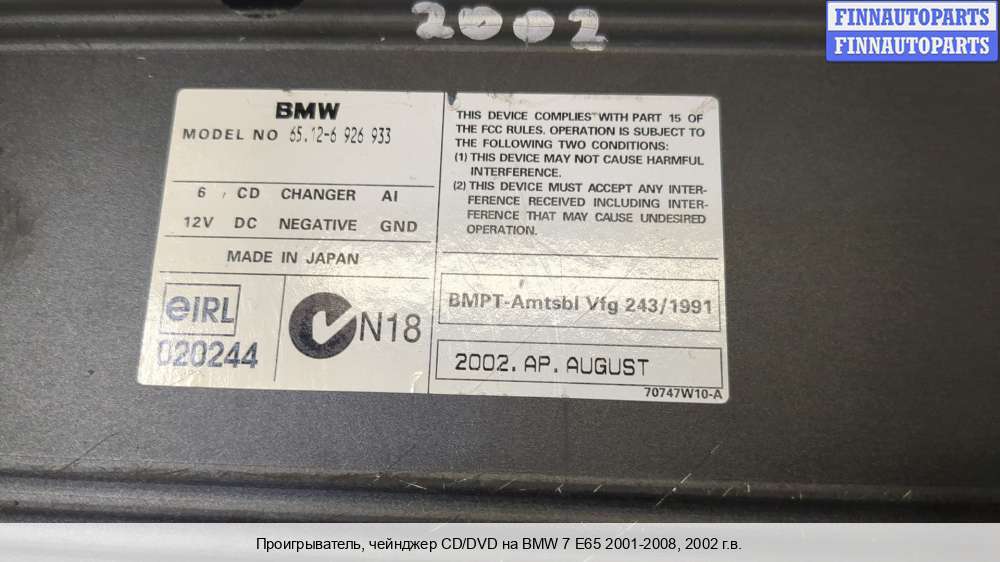 2002
FINNAUTOPARTS
FINNAUTOPARTS
BMW
MODEL NO 65.12-6 926 933
6 CD CHANGER AI
12V DC NEGATIVE GND
MADE IN JAPAN
eIRL
020244
N18
THIS DEVICE COMPLIES WITH PART 15 OF
THE FCC RULES. OPERATION IS SUBJECT TO
THE FOLLOWING TWO CONDITIONS:
(1) THIS DEVICE MAY NOT CAUSE HARMFUL
INTERFERENCE.
(2) THIS DEVICE MUST ACCEPT ANY INTER-
FERENCE RECEIVED INCLUDING INTER-
FERENCE THAT MAY CAUSE UNDESIRED
OPERATION.
BMPT-Amtsbl Vfg 243/1991
2002. AP. AUGUST
70747W10-A
Проигрыватель, чейнджер CD/DVD на BMW 7 E65 2001-2008, 2002 г.в.